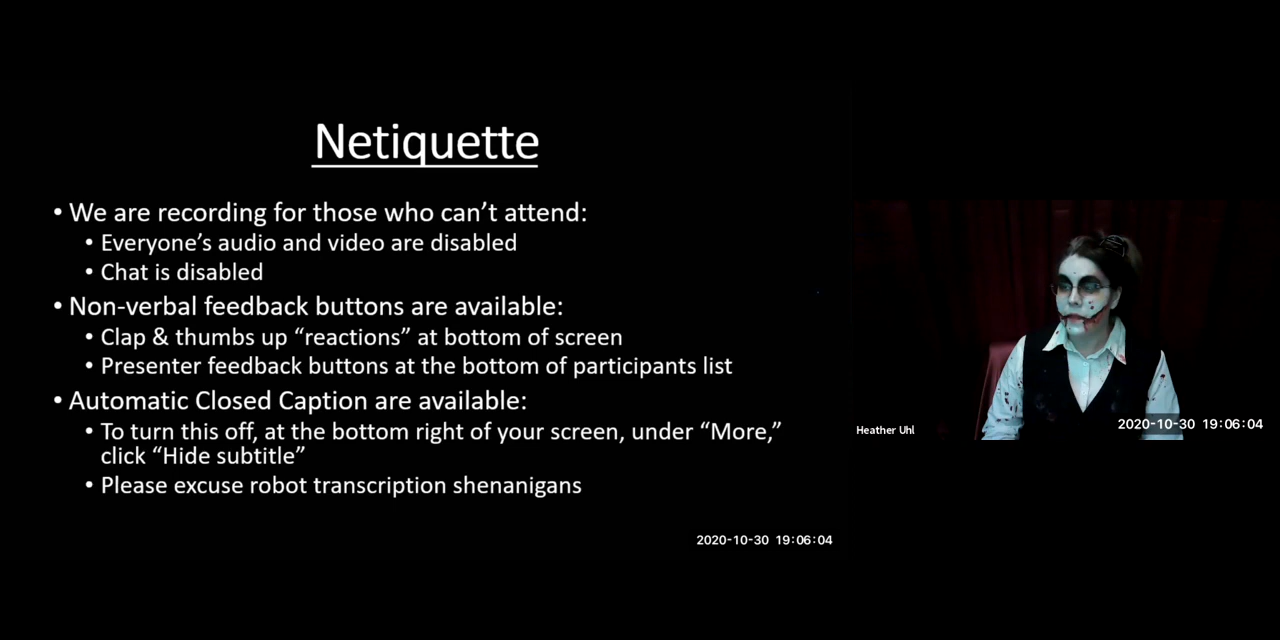 Netiquette
• We are recording for those who can’t attend:
• Everyone’s audio and video are disabled
• Chat is disabled
• Non-verbal feedback buttons are available:
• Clap & thumbs up “reactions” at bottom of screen
• Presenter feedback buttons at the bottom of participants list
• Automatic Closed Caption are available:
• To turn this off, at the bottom right of your screen, under “More,”
click “Hide subtitle”
• Please excuse robot transcription shenanigans
2020-10-30 19:06:04
Heather Uhl
2020-10-30 19:06:04